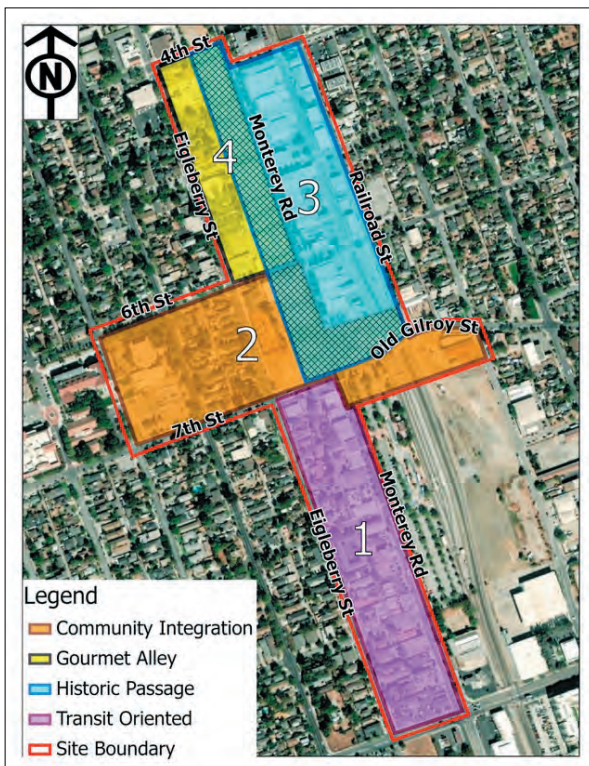 N
4th St
Eigleberry St
4
Monterey Rd
3
Railroad St
6th St
2
Old Gilroy St
7th St
Eigleberry St
1
Monterey Rd
Legend
Community Integration
Gourmet Alley
Historic Passage
Transit Oriented
Site Boundary